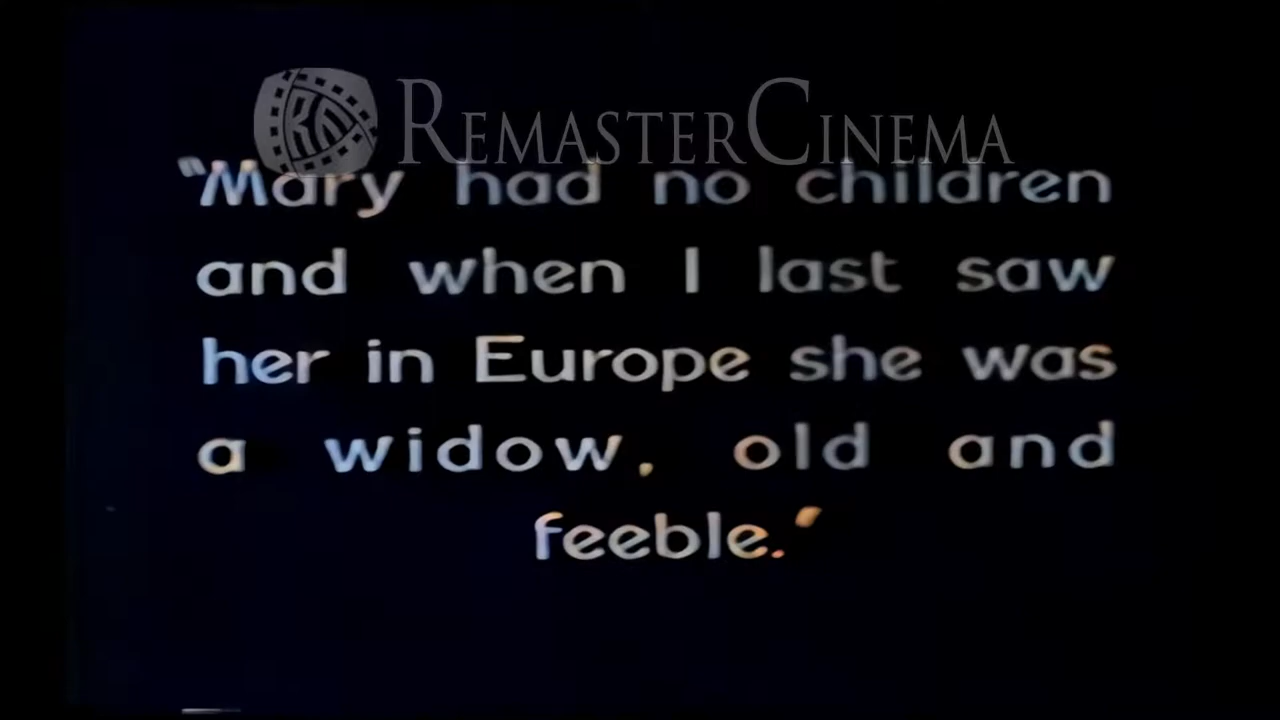 REMASTERCINEMA
"Mary had no children
and when I last saw
her in Europe she was
a widow, old and
feeble."